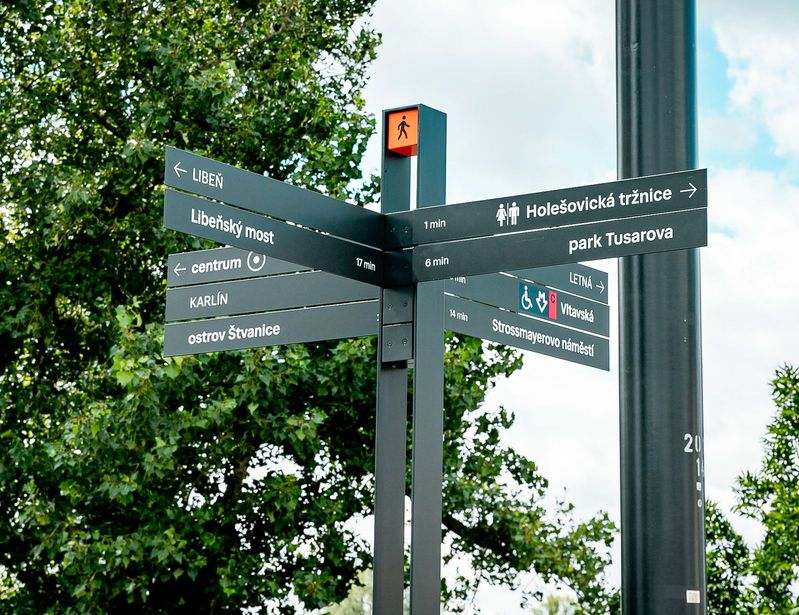 ← LIBEŇ
Libeňský most 17 min
← centrum
KARLÍN
ostrov Štvanice
1 min Holešovická tržnice →
6 min park Tusarova
LETNÁ →
min C Vltavská
14 min Strossmayerovo náměstí